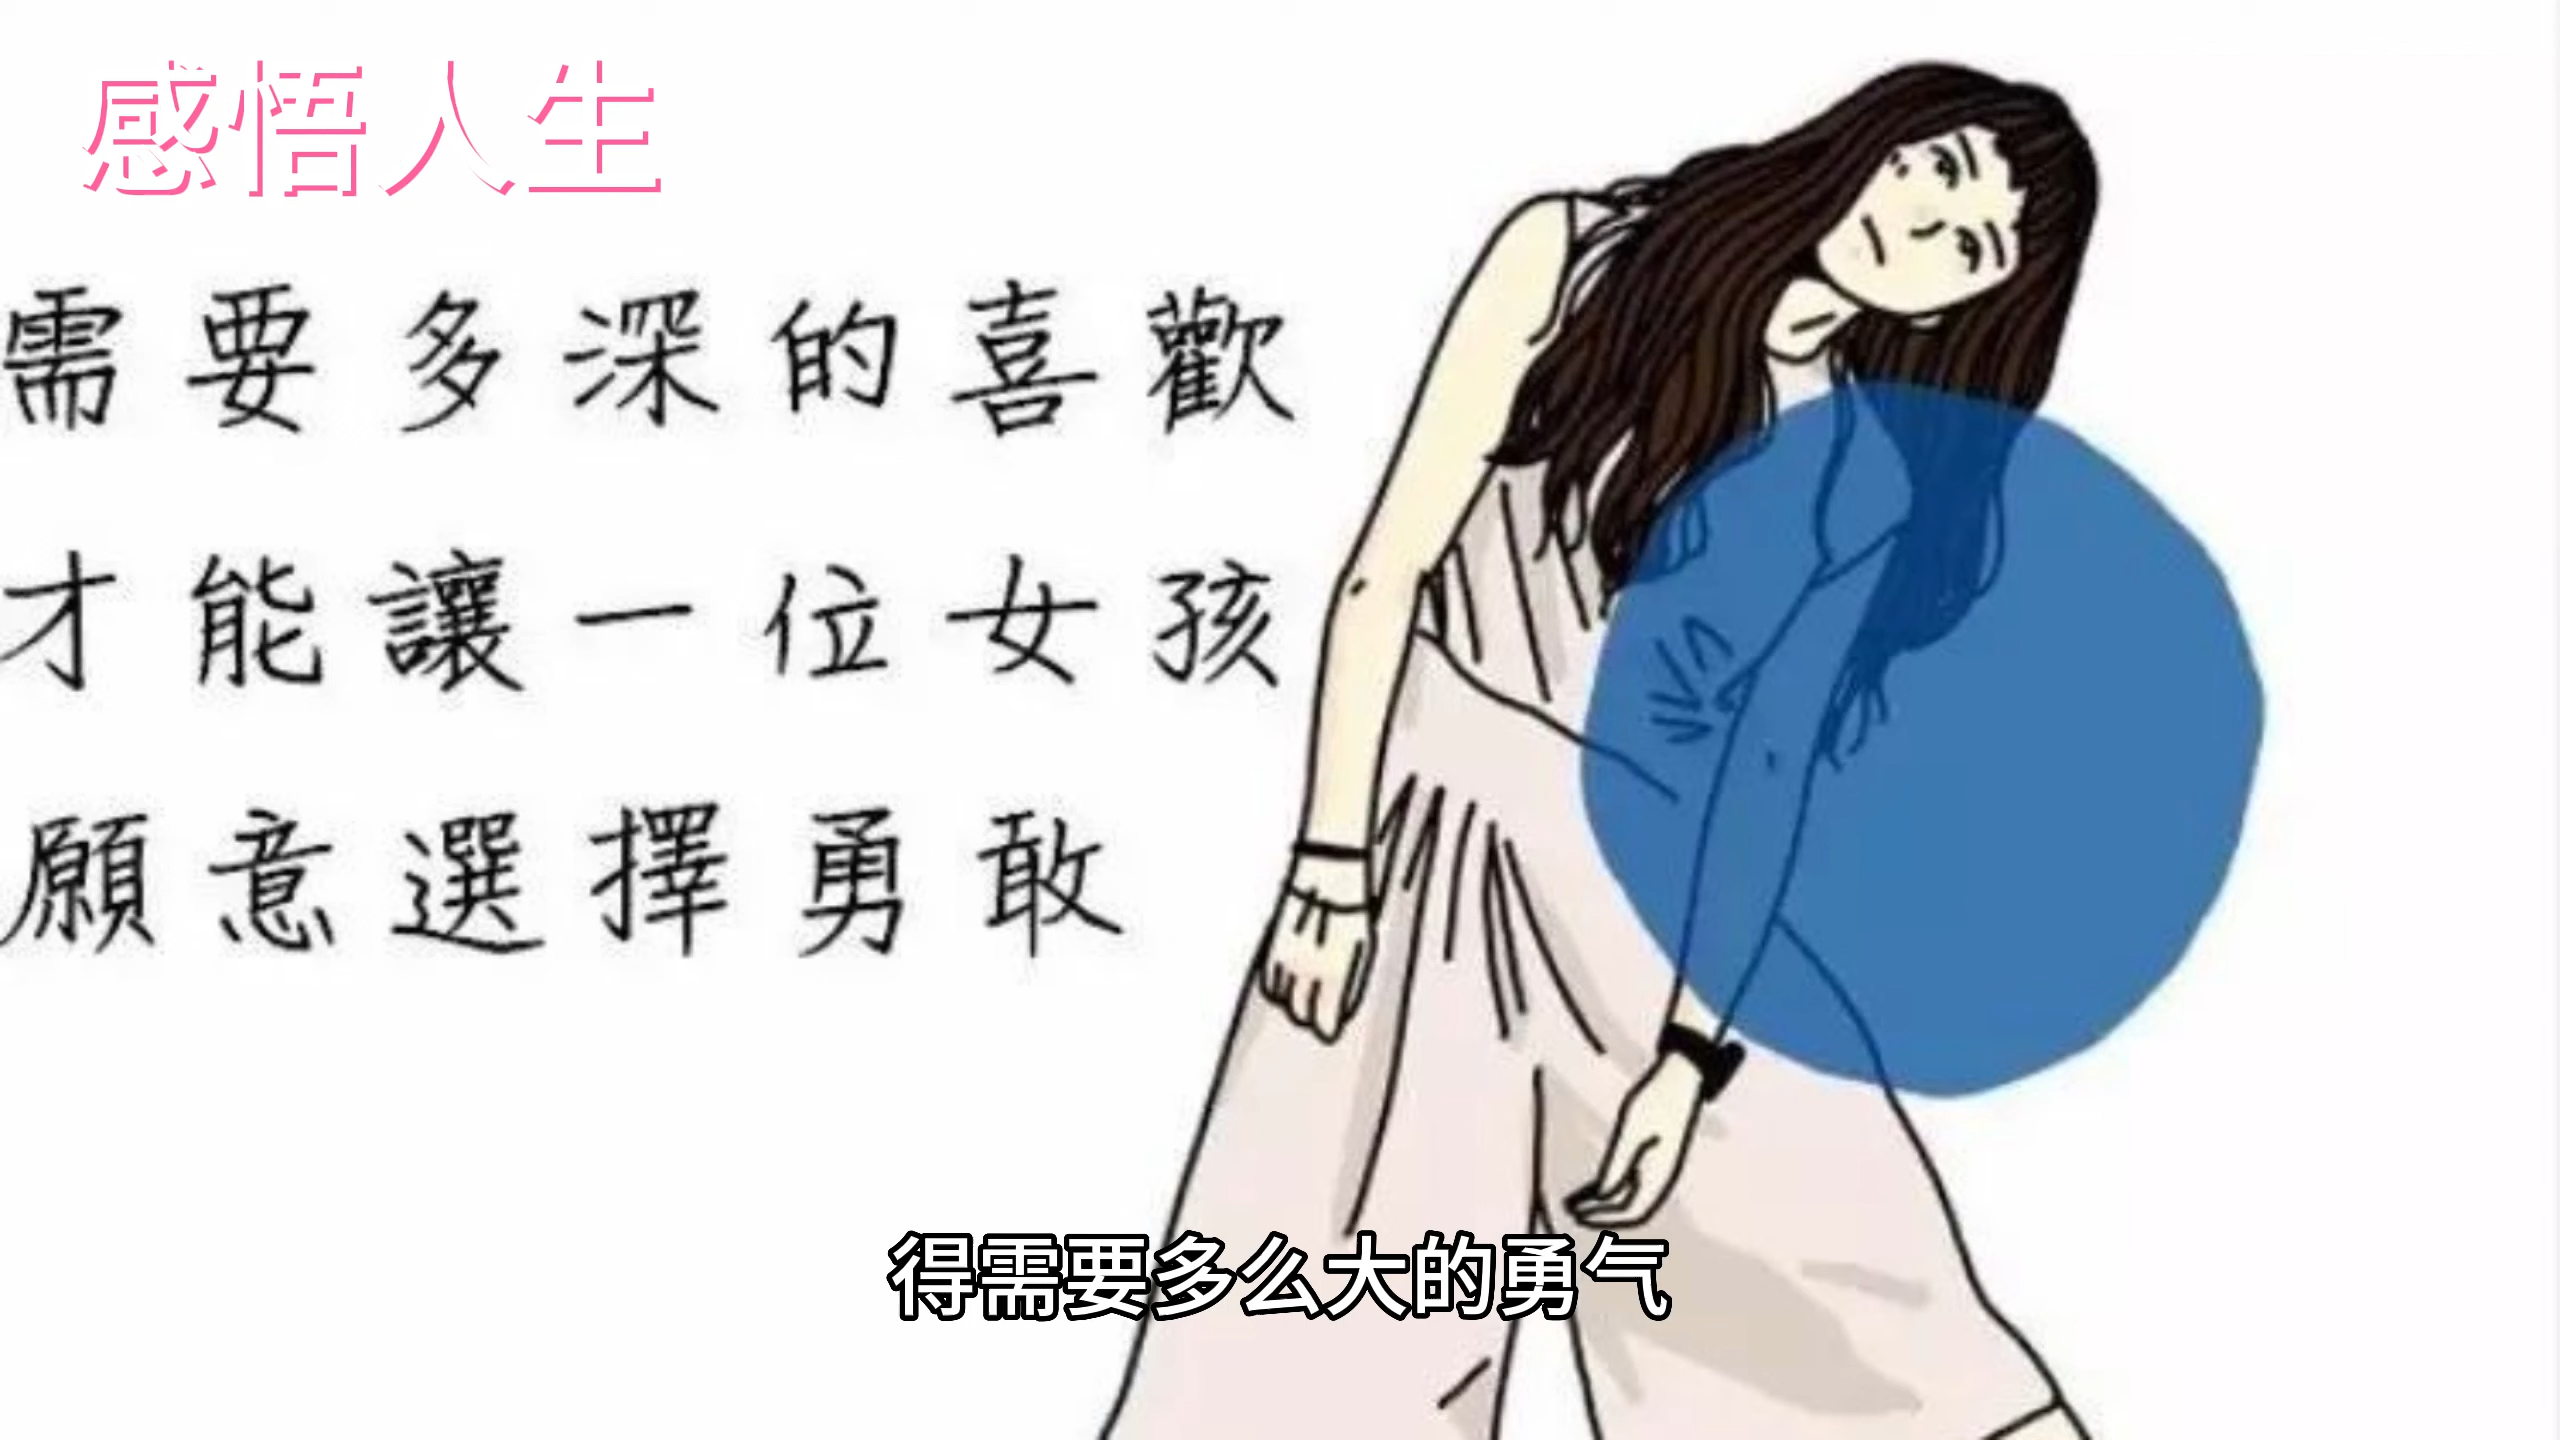 感悟人生
需要多深的喜歡
才能讓一位女孩
願意選擇勇敢
得需要多么大的勇气